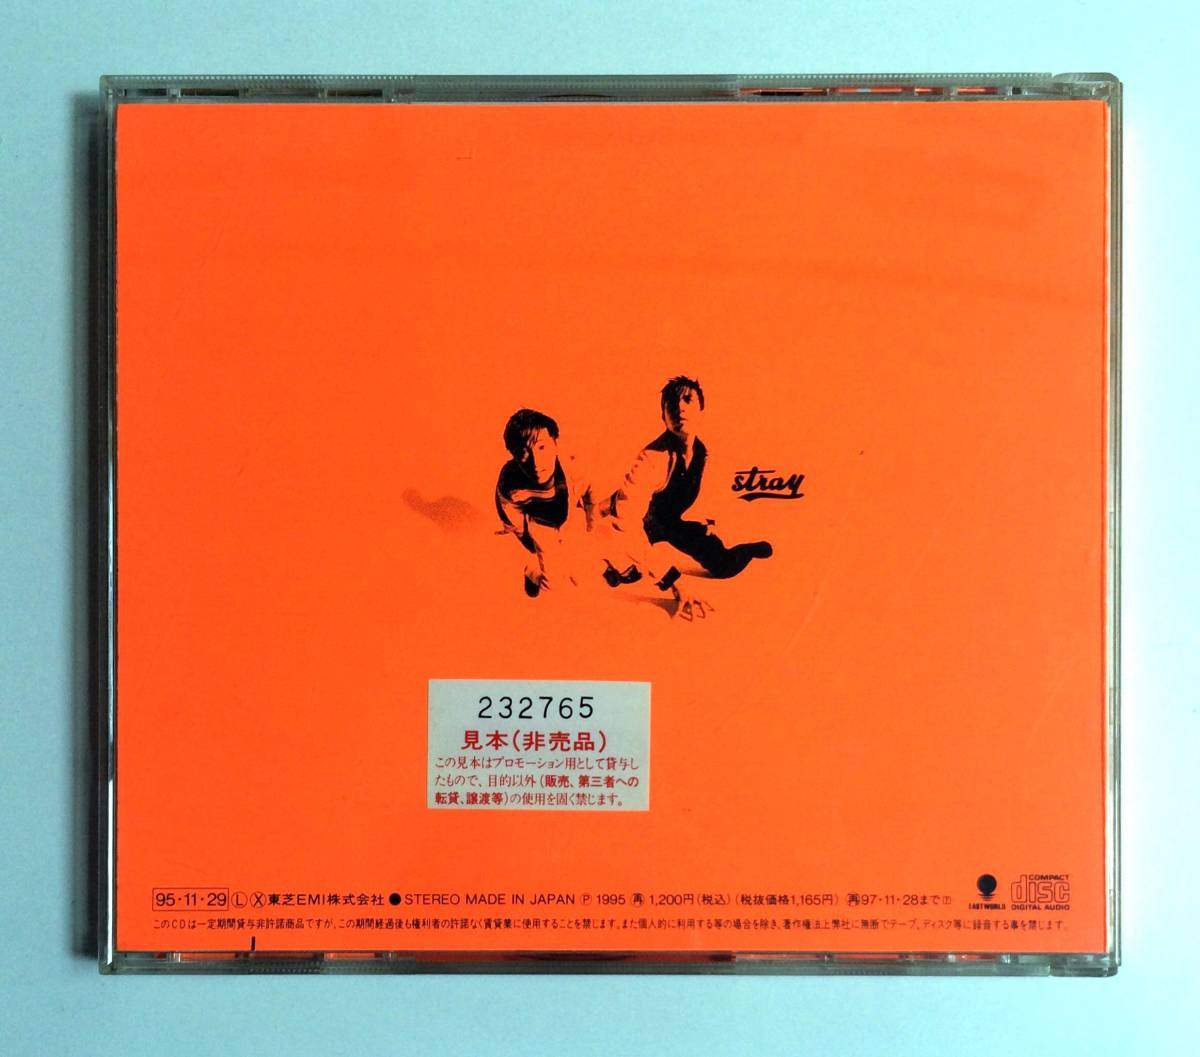 stray
232765
見本(非売品)
この見本はプロモーション用として貸与し
たもので、目的以外(販売、第三者への
転貸、譲渡等)の使用を固く禁じます。
95・11・29 Ⓛ Ⓧ 東芝EMI株式会社 ● STEREO MADE IN JAPAN Ⓟ 1995 ㊢ 1,200円(税込) (税抜価格1,165円) ㊢97・11・28まで
EASTWORLD
COMPACT
disc
DIGITAL AUDIO
このCDは一定期間貸与非許諾商品ですが、この期間経過後も権利者の許諾なく賃貸業に使用することを禁じます。また個人的に利用する等の場合を除き、著作権法上弊社に無断でテープ、ディスク等に録音する事を禁じます。